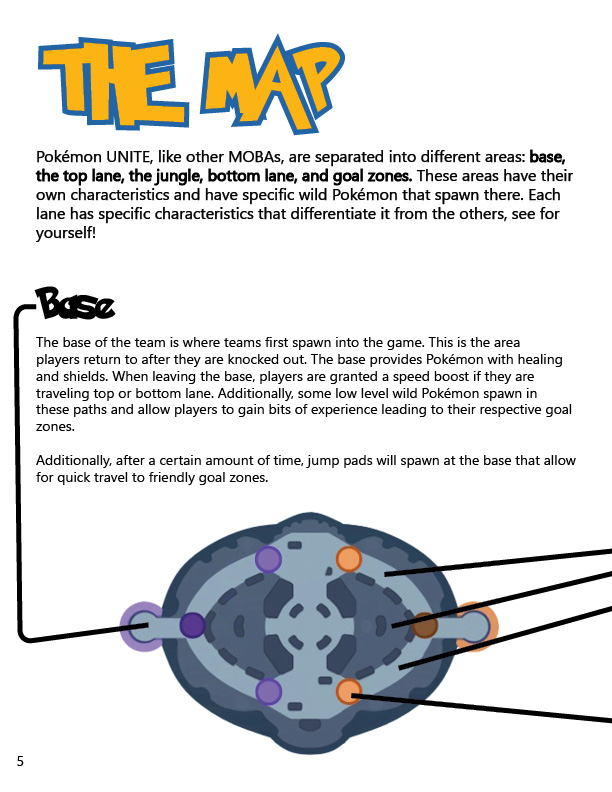 THE MAP
Pokémon UNITE, like other MOBAs, are separated into different areas: base,
the top lane, the jungle, bottom lane, and goal zones. These areas have their
own characteristics and have specific wild Pokémon that spawn there. Each
lane has specific characteristics that differentiate it from the others, see for
yourself!
Base
The base of the team is where teams first spawn into the game. This is the area
players return to after they are knocked out. The base provides Pokémon with healing
and shields. When leaving the base, players are granted a speed boost if they are
traveling top or bottom lane. Additionally, some low level wild Pokémon spawn in
these paths and allow players to gain bits of experience leading to their respective goal
zones.
Additionally, after a certain amount of time, jump pads will spawn at the base that allow
for quick travel to friendly goal zones.
5